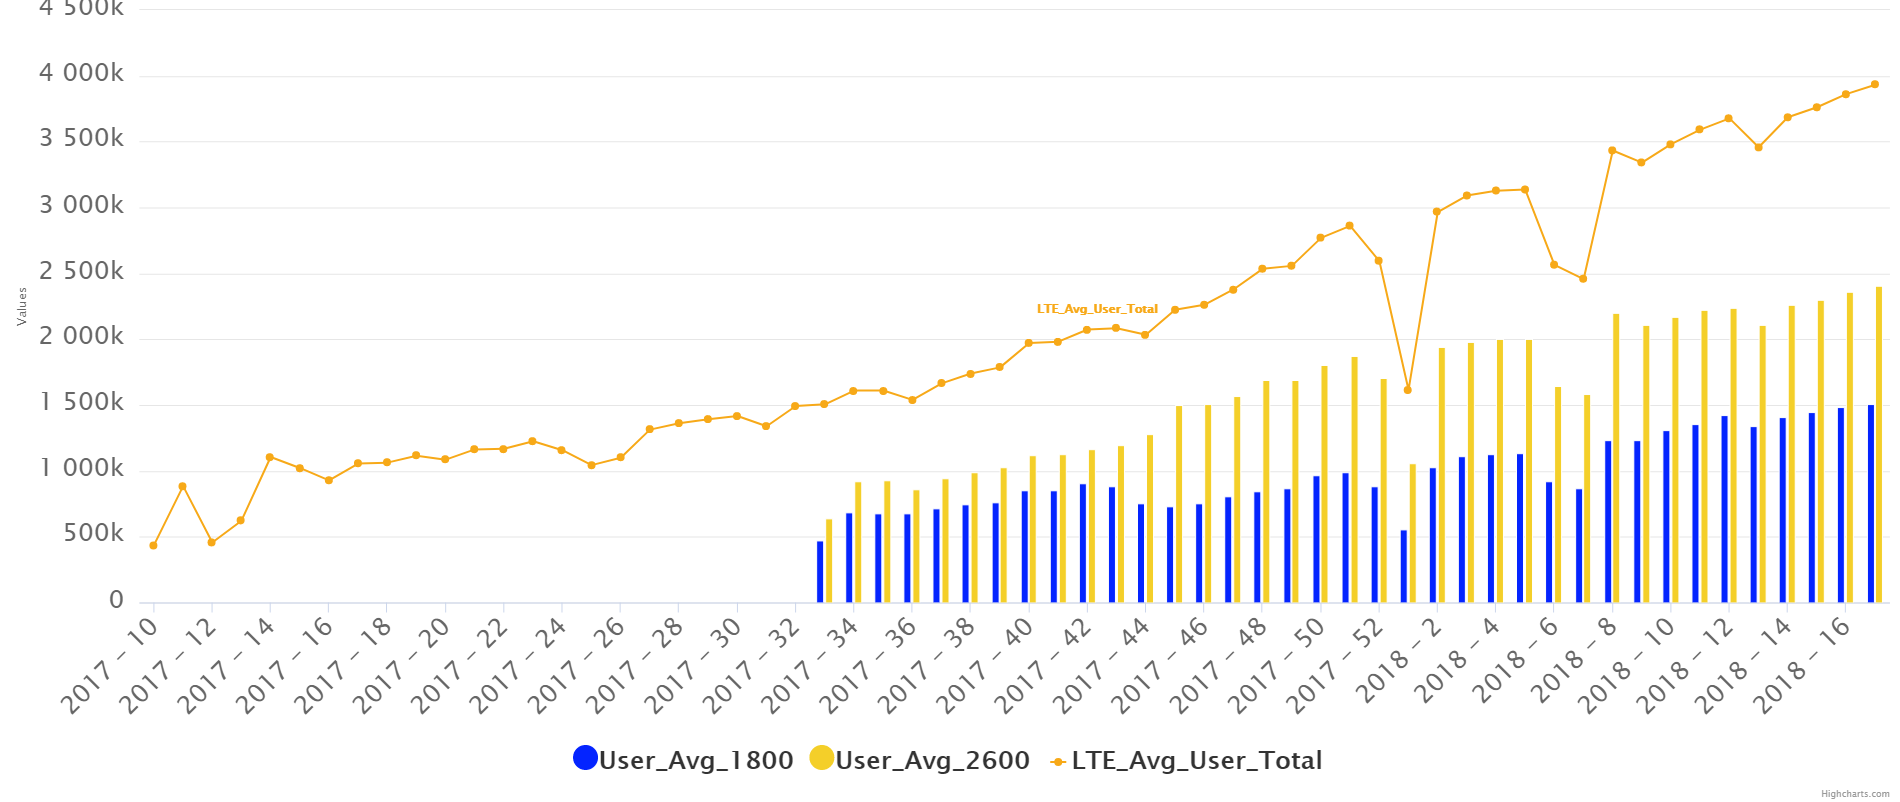 4 500k
4 000k
3 500k
3 000k
2 500k
2 000k
1 500k
1 000k
500k
0
Values
LTE_Avg_User_Total
2017 – 10
2017 – 12
2017 – 14
2017 – 16
2017 – 18
2017 – 20
2017 – 22
2017 – 24
2017 – 26
2017 – 28
2017 – 30
2017 – 32
2017 – 34
2017 – 36
2017 – 38
2017 – 40
2017 – 42
2017 – 44
2017 – 46
2017 – 48
2017 – 50
2017 – 52
2018 – 2
2018 – 4
2018 – 6
2018 – 8
2018 – 10
2018 – 12
2018 – 14
2018 – 16
User_Avg_1800 User_Avg_2600 LTE_Avg_User_Total
Highcharts.com